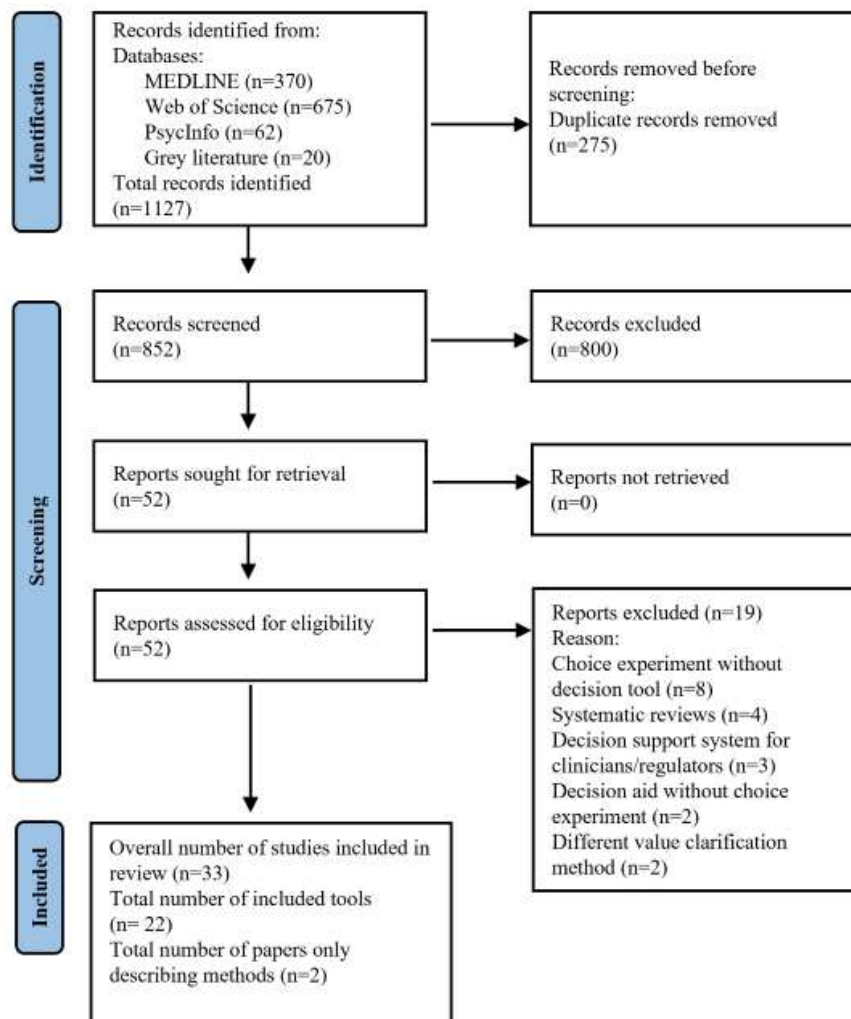 Identification
Records identified from:
Databases:
MEDLINE (n=370)
Web of Science (n=675)
PsycInfo (n=62)
Grey literature (n=20)
Total records identified
(n=1127)
Records removed before
screening:
Duplicate records removed
(n=275)
Screening
Records screened
(n=852)
Records excluded
(n=800)
Reports sought for retrieval
(n=52)
Reports not retrieved
(n=0)
Reports assessed for eligibility
(n=52)
Reports excluded (n=19)
Reason:
Choice experiment without
decision tool (n=8)
Systematic reviews (n=4)
Decision support system for
clinicians/regulators (n=3)
Decision aid without choice
experiment (n=2)
Different value clarification
method (n=2)
Included
Overall number of studies included in
review (n=33)
Total number of included tools
(n= 22)
Total number of papers only
describing methods (n=2)